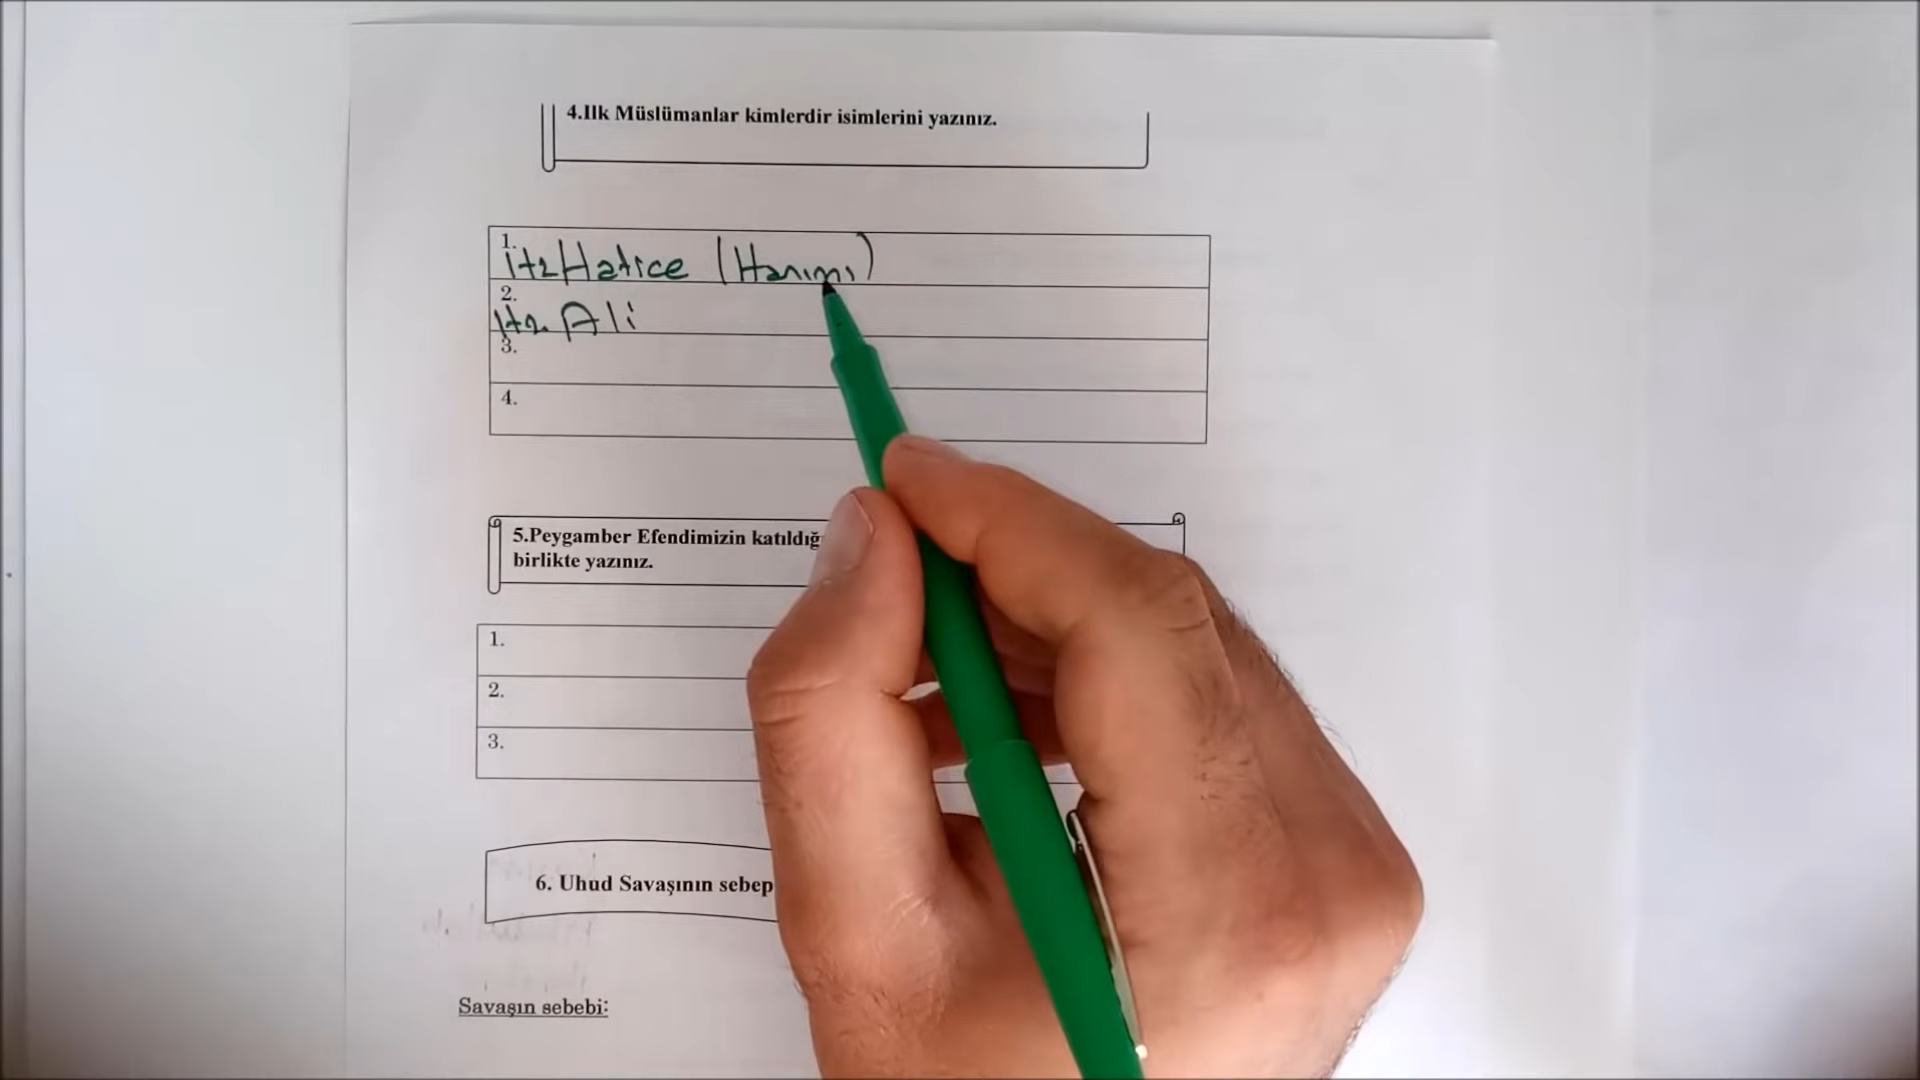 4.Ilk Müslümanlar kimlerdir isimlerini yazınız.
1.
Hz Hatice (Hanımı)
2.
Hz. Ali
3.
4.
5.Peygamber Efendimizin katıldığ
birlikte yazınız.
1.
2.
3.
6. Uhud Savaşının sebep
Savaşın sebebi: